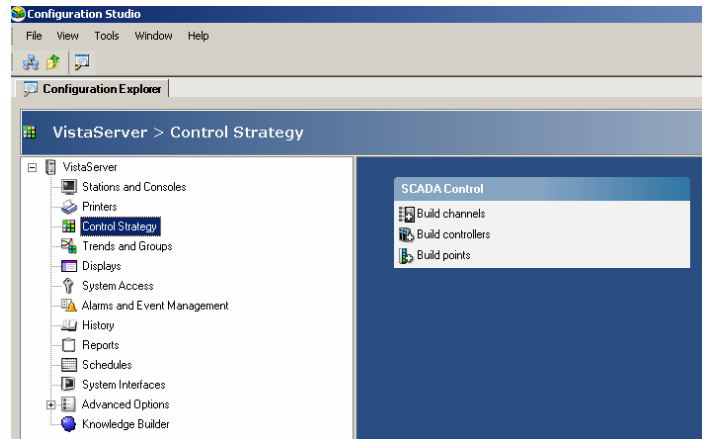 Configuration Studio
File View Tools Window Help
Configuration Explorer
VistaServer > Control Strategy
VistaServer
Stations and Consoles
Printers
Control Strategy
Trends and Groups
Displays
System Access
Alarms and Event Management
History
Reports
Schedules
System Interfaces
Advanced Options
Knowledge Builder
SCADA Control
Build channels
Build controllers
Build points